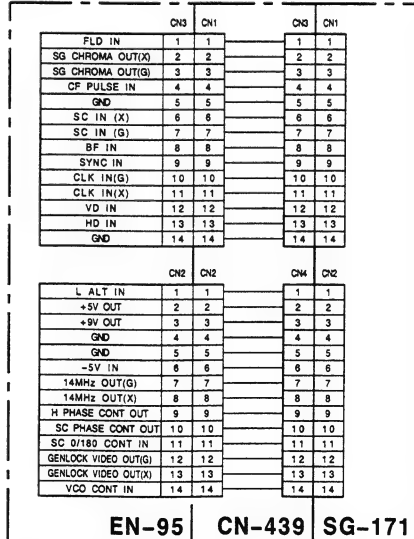 CN3 CN1 CN3 CN1
FLD IN 1 1 1 1
SG CHROMA OUT(X) 2 2 2 2
SG CHROMA OUT(G) 3 3 3 3
CF PULSE IN 4 4 4 4
GND 5 5 5 5
SC IN (X) 6 6 6 6
SC IN (G) 7 7 7 7
BF IN 8 8 8 8
SYNC IN 9 9 9 9
CLK IN(G) 10 10 10 10
CLK IN(X) 11 11 11 11
VD IN 12 12 12 12
HD IN 13 13 13 13
GND 14 14 14 14
CN2 CN2 CN4 CN2
L ALT IN 1 1 1 1
+5V OUT 2 2 2 2
+9V OUT 3 3 3 3
GND 4 4 4 4
GND 5 5 5 5
-5V IN 6 6 6 6
14MHz OUT(G) 7 7 7 7
14MHz OUT(X) 8 8 8 8
H PHASE CONT OUT 9 9 9 9
SC PHASE CONT OUT 10 10 10 10
SC 0/180 CONT IN 11 11 11 11
GENLOCK VIDEO OUT(G) 12 12 12 12
GENLOCK VIDEO OUT(X) 13 13 13 13
VCO CONT IN 14 14 14 14
EN-95 CN-439 SG-171